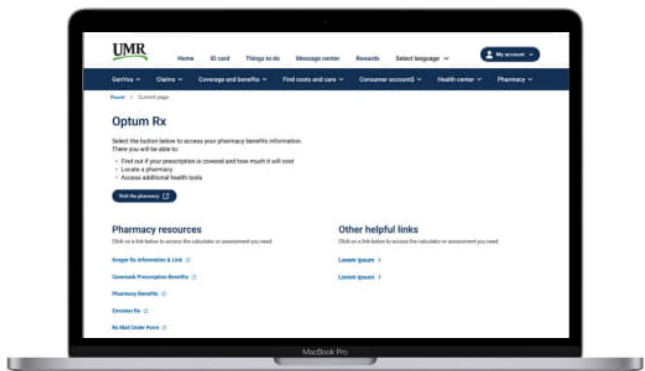 UMR
Home ID card Things to do Message center Rewards Select language My account
Claims Coverage and benefits Find costs and care Consumer accounts Health center Pharmacy
Parent > Current page
Optum Rx
Select the button below to access your pharmacy benefits information.
There you will be able to:
• Find out if your prescription is covered and how much it will cost
• Locate a pharmacy
• Access additional health tools
Visit the pharmacy
Pharmacy resources Other helpful links
Click on a link below to access the calculator or assessment you need. Click on a link below to access the calculator or assessment you need.
Kroger Rx Information & Link Lorem ipsum >
Prescription Benefits Lorem ipsum >
Pharmacy Benefits
Envision Rx
Rx Mail Order Form
MacBook Pro